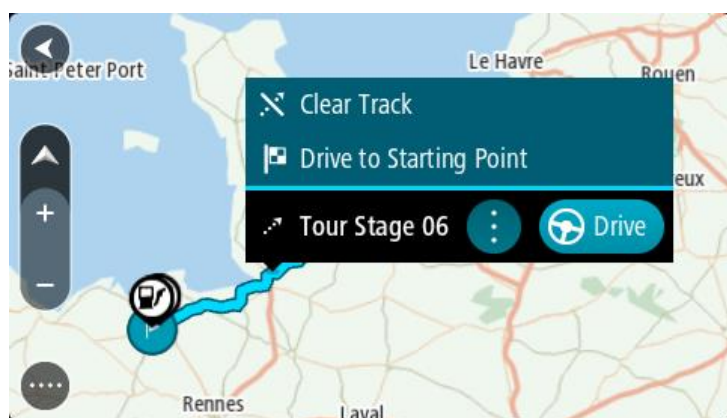 Saint Peter Port
Le Havre
Rouen
Clear Track
Drive to Starting Point
eux
Tour Stage 06
Drive
+
−
Rennes
Laval